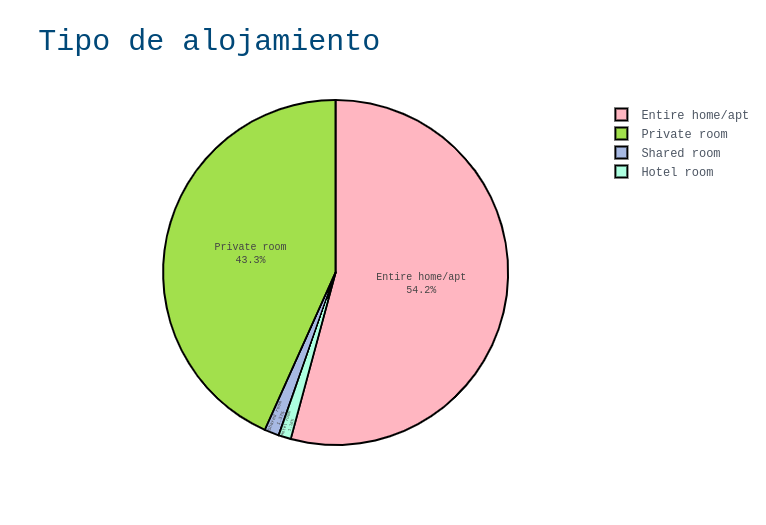 Tipo de alojamiento
Entire home/apt
Private room
Shared room
Hotel room
Private room
43.3%
Entire home/apt
54.2%